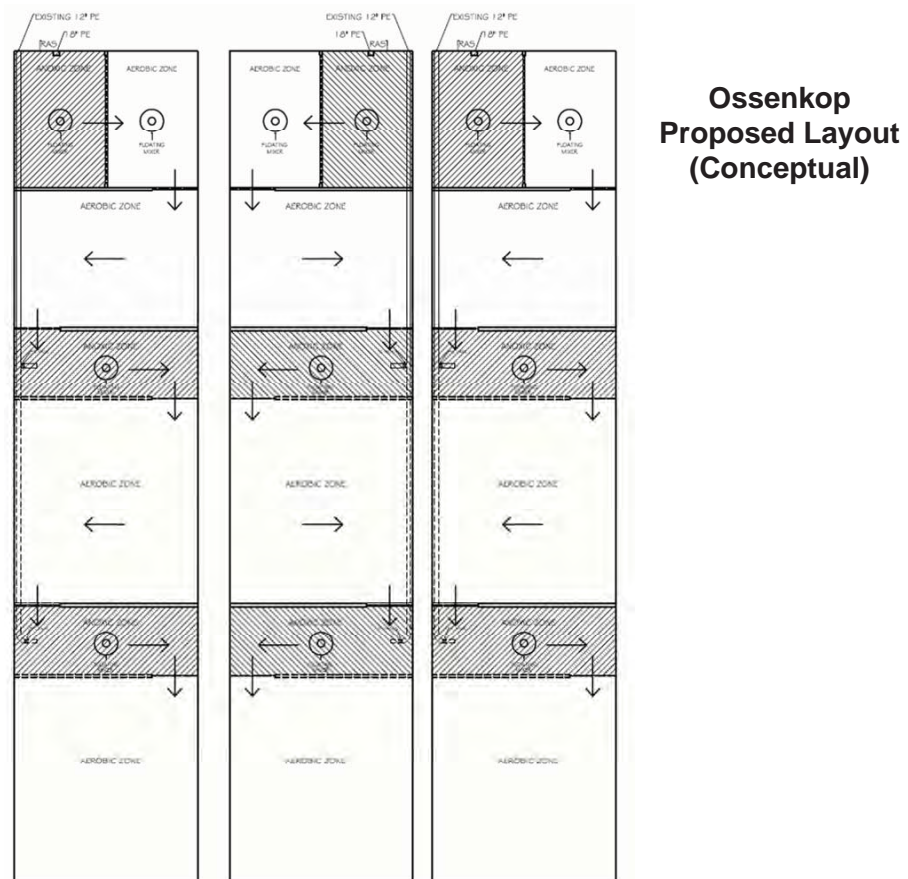 EXISTING 12" PE
18" PE
RAS
ANOXIC ZONE
AEROBIC ZONE
FLOATING MIXER
FLOATING MIXER
AEROBIC ZONE
ANOXIC ZONE
AEROBIC ZONE
ANOXIC ZONE
AEROBIC ZONE
EXISTING 12" PE
18" PE
RAS
AEROBIC ZONE
ANOXIC ZONE
FLOATING MIXER
FLOATING MIXER
AEROBIC ZONE
ANOXIC ZONE
AEROBIC ZONE
ANOXIC ZONE
AEROBIC ZONE
EXISTING 12" PE
18" PE
RAS
ANOXIC ZONE
AEROBIC ZONE
FLOATING MIXER
FLOATING MIXER
AEROBIC ZONE
ANOXIC ZONE
AEROBIC ZONE
ANOXIC ZONE
AEROBIC ZONE
Ossenkop
Proposed Layout
(Conceptual)